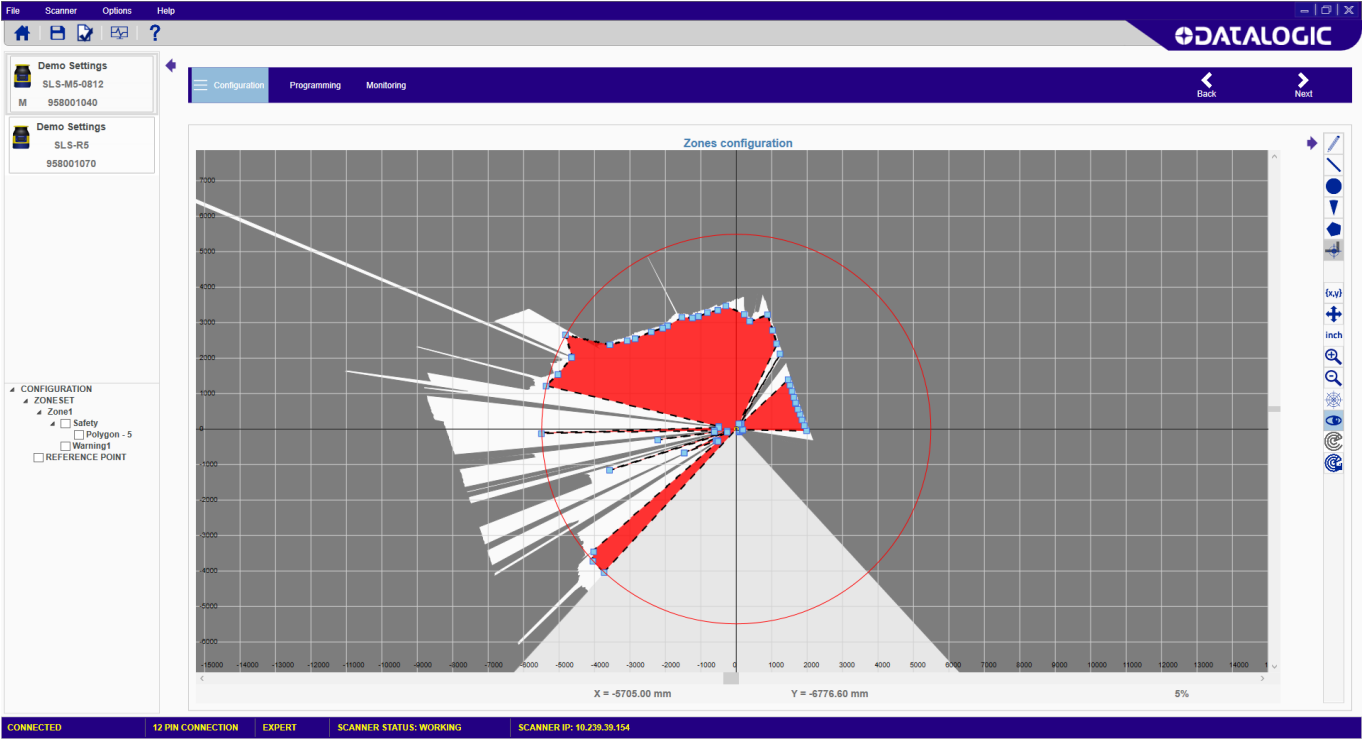 File Scanner Options Help
DATALOGIC
Demo Settings
SLS-M5-0812
M 958001040
Demo Settings
SLS-R5
958001070
Configuration Programming Monitoring Back Next
Zones configuration
7000
6000
5000
4000
3000
2000
1000
0
-1000
-2000
-3000
-4000
-5000
-6000
-15000 -14000 -13000 -12000 -11000 -10000 -9000 -8000 -7000 -6000 -5000 -4000 -3000 -2000 -1000 0 1000 2000 3000 4000 5000 6000 7000 8000 9000 10000 11000 12000 13000 14000 1
X = -5705.00 mm Y = -6776.60 mm 5%
{x,y}
inch
CONFIGURATION
ZONESET
Zone1
Safety
Polygon - 5
Warning1
REFERENCE POINT
CONNECTED 12 PIN CONNECTION EXPERT SCANNER STATUS: WORKING SCANNER IP: 10.239.39.154